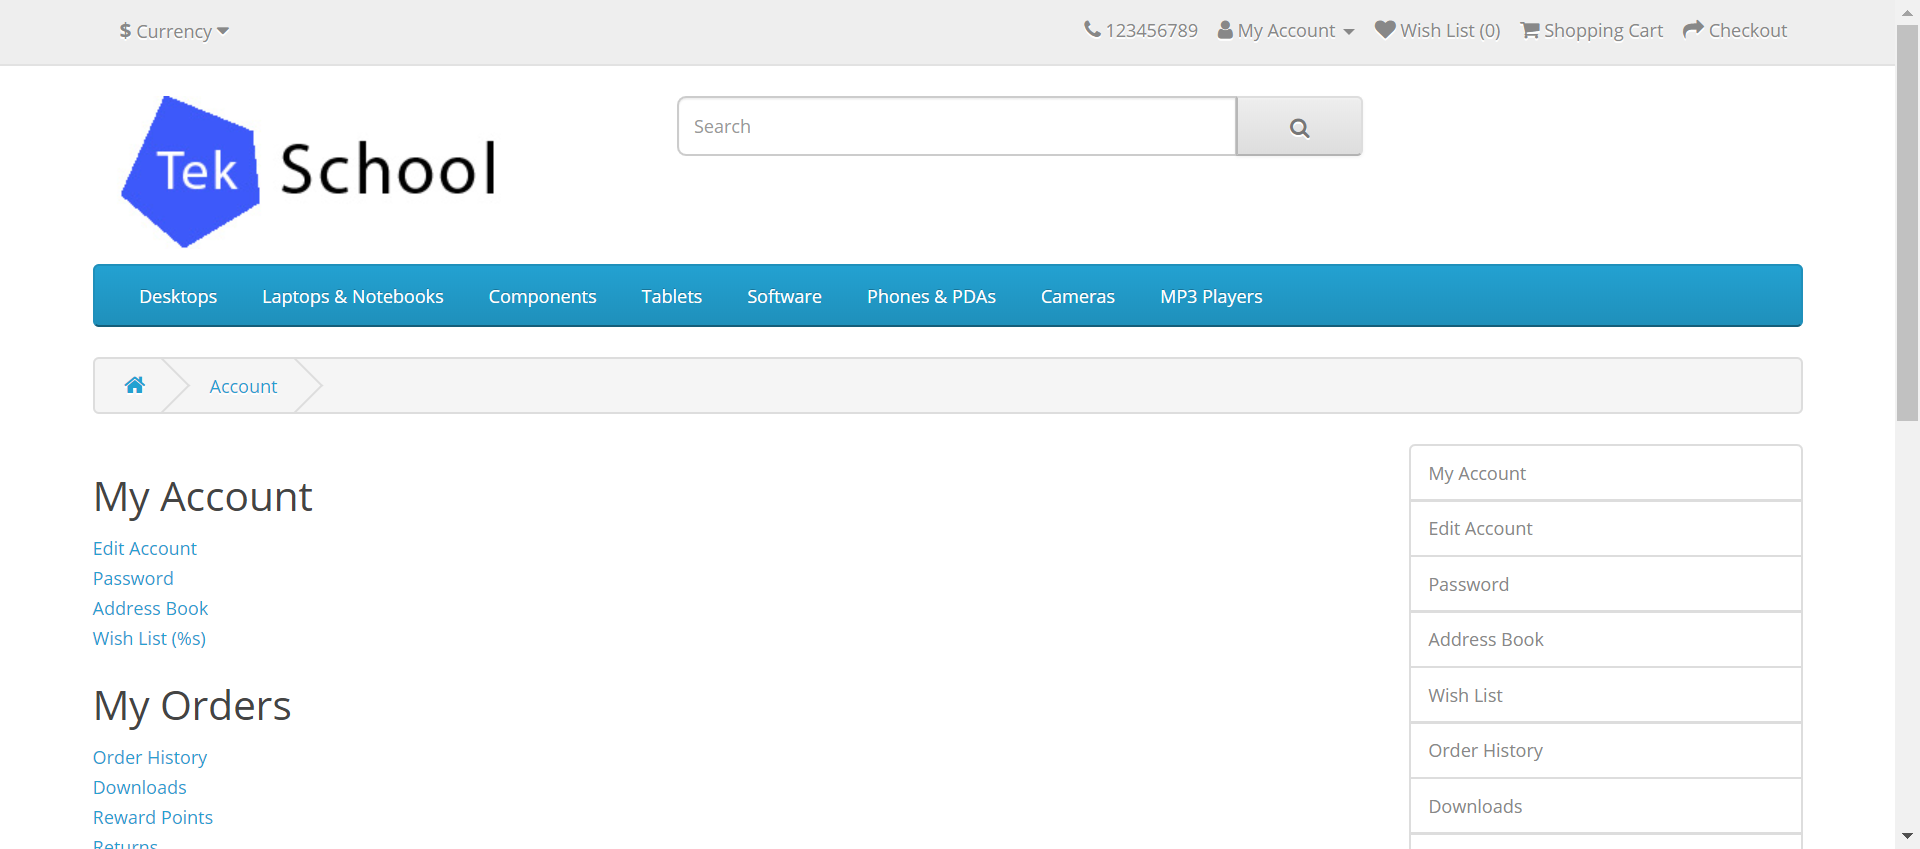 $ Currency
123456789 My Account Wish List (0) Shopping Cart Checkout
Tek School
Search
Desktops Laptops & Notebooks Components Tablets Software Phones & PDAs Cameras MP3 Players
Account
My Account
Edit Account
Password
Address Book
Wish List (%s)
My Orders
Order History
Downloads
Reward Points
Returns
My Account
Edit Account
Password
Address Book
Wish List
Order History
Downloads